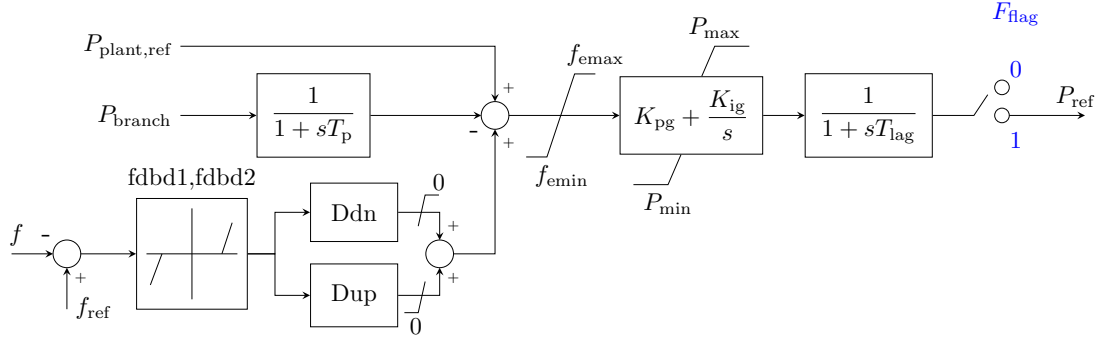 F_flag
P_plant,ref
+
f_emax
P_max
0
P_branch
1 / (1 + sT_p)
-
+
K_pg + K_ig / s
1 / (1 + sT_lag)
P_ref
1
f_emin
P_min
fdbd1,fdbd2
f
-
+
f_ref
Ddn
0
+
Dup
0
+